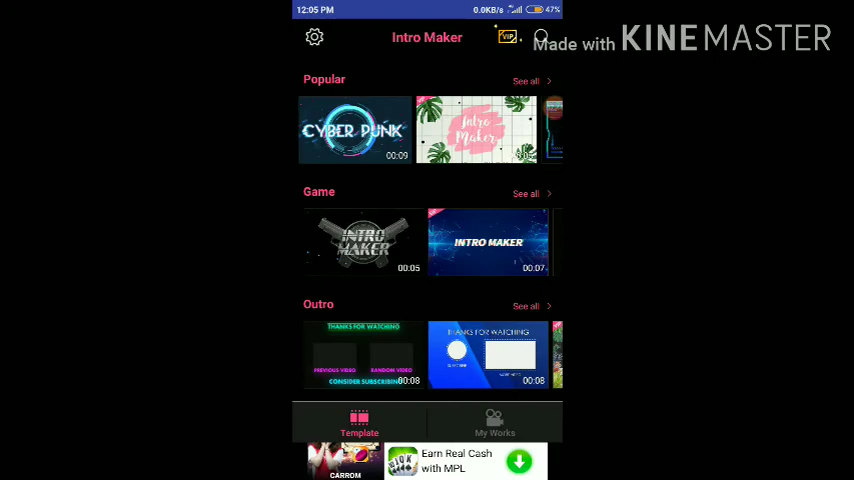 12:05 PM 0.0KB/s 47%
Intro Maker VIP
Made with KINEMASTER
Popular See all
CYBER PUNK
00:09
Intro
Maker
Game See all
INTRO
MAKER
00:05
INTRO MAKER
00:07
Outro See all
THANKS FOR WATCHING
PREVIOUS VIDEO RANDOM VIDEO
CONSIDER SUBSCRIBING
00:08
THANKS FOR WATCHING
00:08
Template My Works
CARROM
Earn Real Cash
with MPL